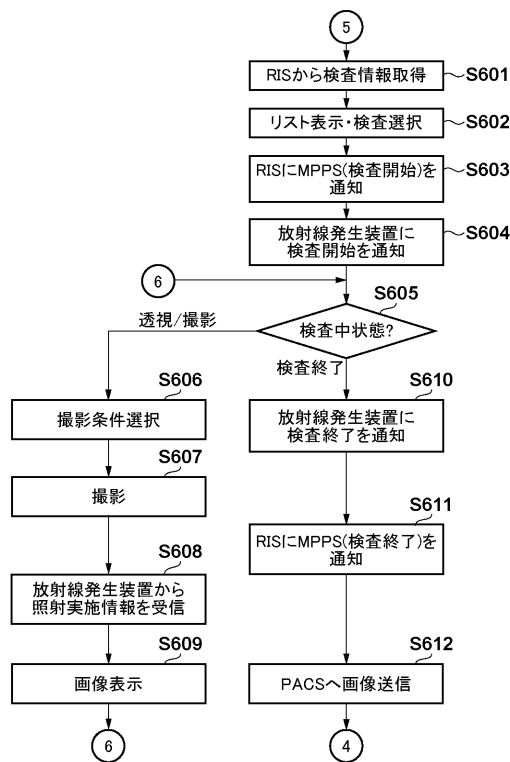 5
RISから検査情報取得
S601
リスト表示・検査選択
S602
RISにMPPS(検査開始)を
通知
S603
放射線発生装置に
検査開始を通知
S604
6
S605
検査中状態?
透視/撮影
検査終了
S606
撮影条件選択
S607
撮影
S608
放射線発生装置から
照射実施情報を受信
S609
画像表示
6
S610
放射線発生装置に
検査終了を通知
S611
RISにMPPS(検査終了)を
通知
S612
PACSへ画像送信
4